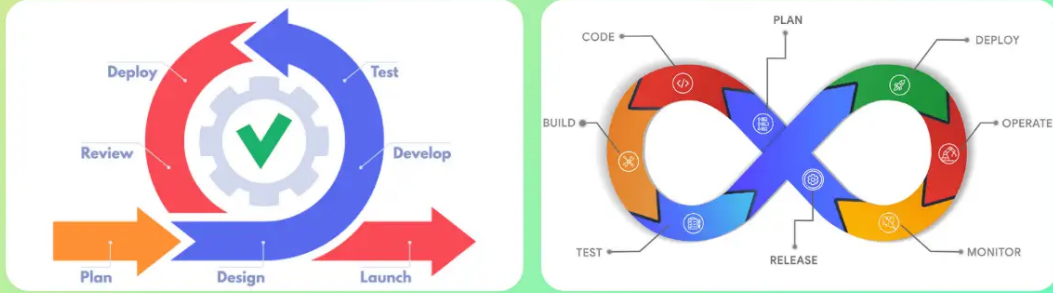 Deploy
Test
Review
Develop
Plan
Design
Launch
PLAN
CODE
DEPLOY
BUILD
OPERATE
TEST
RELEASE
MONITOR